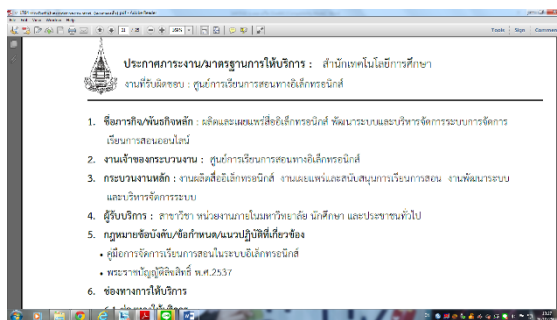 File Edit View Window Help
Tools Sign Comment
ประกาศภาระงาน/มาตรฐานการให้บริการ : สำนักเทคโนโลยีการศึกษา
งานที่รับผิดชอบ : ศูนย์การเรียนการสอนทางอิเล็กทรอนิกส์
1. ชื่อภารกิจ/พันธกิจหลัก : ผลิตและเผยแพร่สื่ออิเล็กทรอนิกส์ พัฒนาระบบและบริหารจัดการระบบการจัดการ
เรียนการสอนออนไลน์
2. งานเจ้าของกระบวนงาน : ศูนย์การเรียนการสอนทางอิเล็กทรอนิกส์
3. กระบวนงานหลัก : งานผลิตสื่ออิเล็กทรอนิกส์ งานเผยแพร่และสนับสนุนการเรียนการสอน งานพัฒนาระบบ
และบริหารจัดการระบบ
4. ผู้รับบริการ : สาขาวิชา หน่วยงานภายในมหาวิทยาลัย นักศึกษา และประชาชนทั่วไป
5. กฎหมายข้อบังคับ/ข้อกำหนด/แนวปฏิบัติที่เกี่ยวข้อง
• คู่มือการจัดการเรียนการสอนในระบบอิเล็กทรอนิกส์
• พระราชบัญญัติลิขสิทธิ์ พ.ศ.2537
6. ช่องทางการให้บริการ